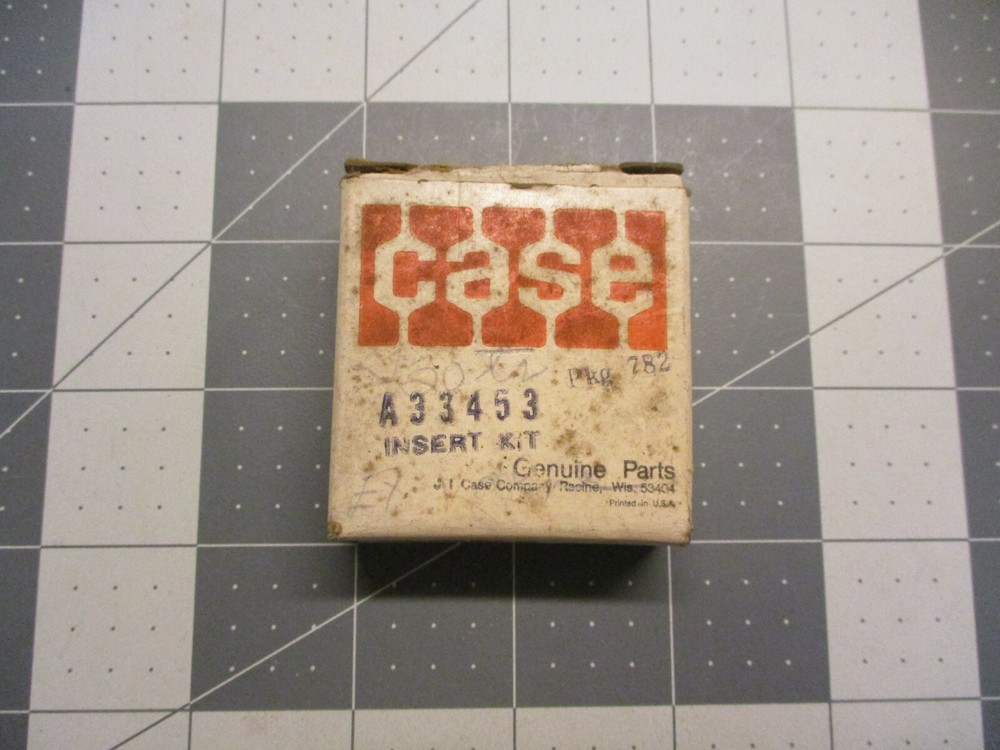 case
Pkg 782
A33453
INSERT KIT
Genuine Parts
J I Case Company Racine, Wis. 53404
Printed in U.S.A.